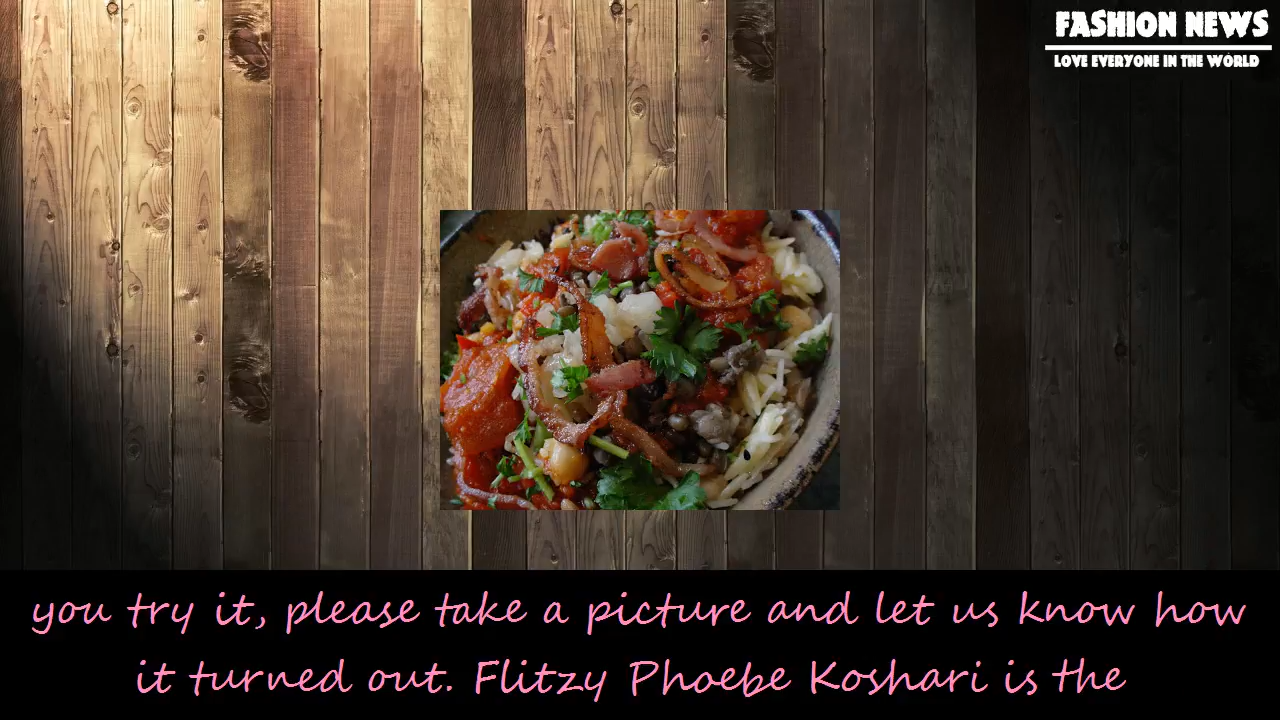 FASHION NEWS
LOVE EVERYONE IN THE WORLD
you try it, please take a picture and let us know how
it turned out. Flitzy Phoebe Koshari is the